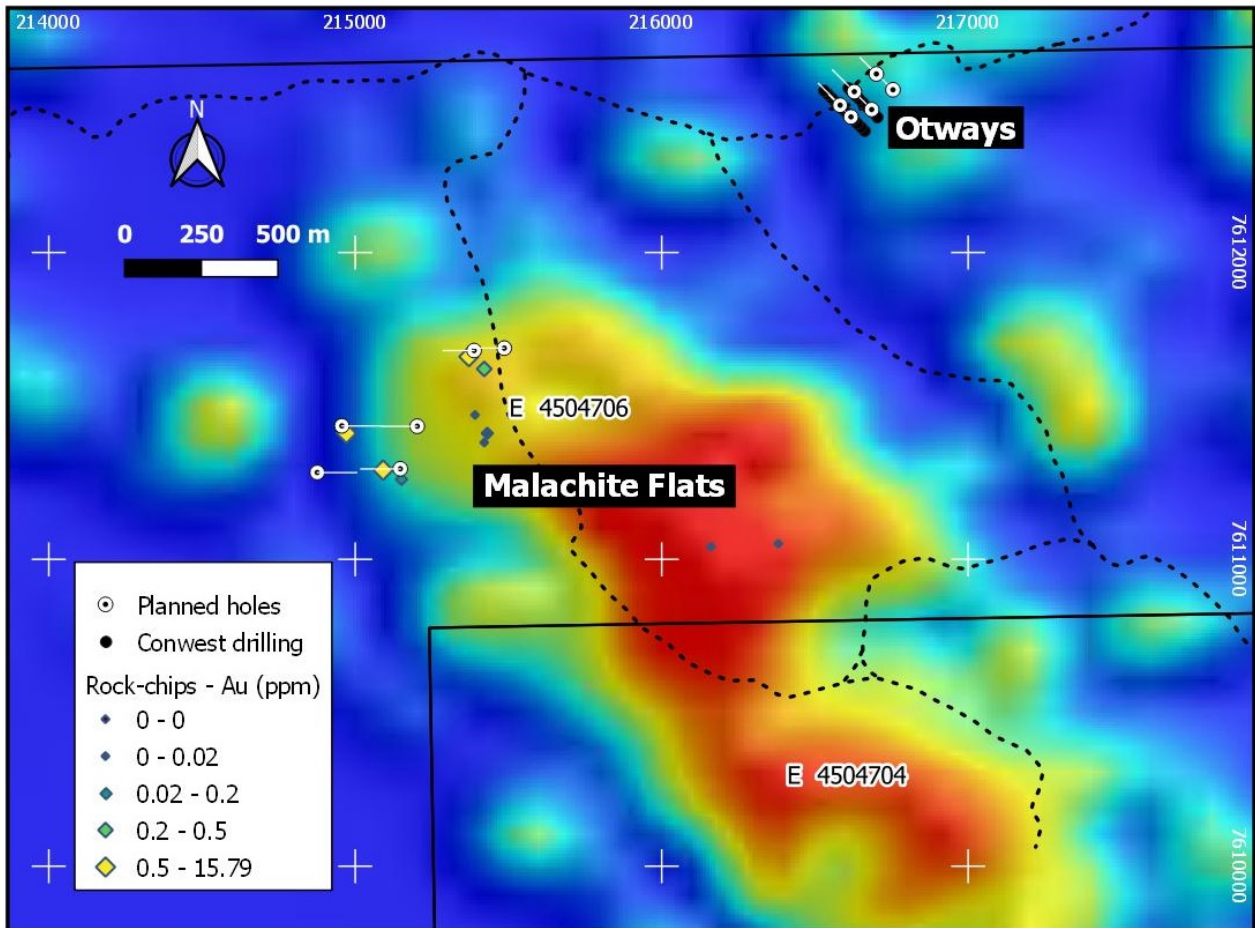 214000
215000
216000
217000
N
Otways
0 250 500 m
7612000
E 4504706
Malachite Flats
7611000
Planned holes
Conwest drilling
Rock-chips - Au (ppm)
0 - 0
0 - 0.02
0.02 - 0.2
0.2 - 0.5
0.5 - 15.79
E 4504704
7610000